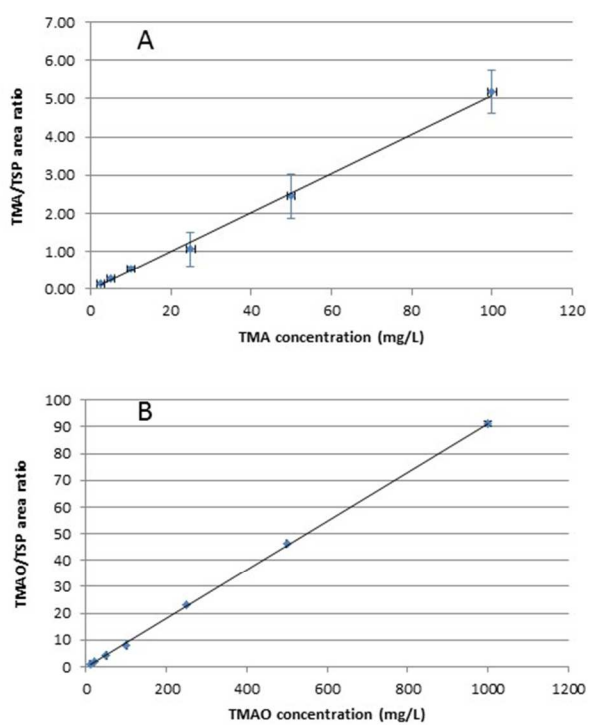 A
7.00
6.00
5.00
4.00
3.00
2.00
1.00
0.00
TMA/TSP area ratio
0 20 40 60 80 100 120
TMA concentration (mg/L)
B
100
90
80
70
60
50
40
30
20
10
0
TMAO/TSP area ratio
0 200 400 600 800 1000 1200
TMAO concentration (mg/L)